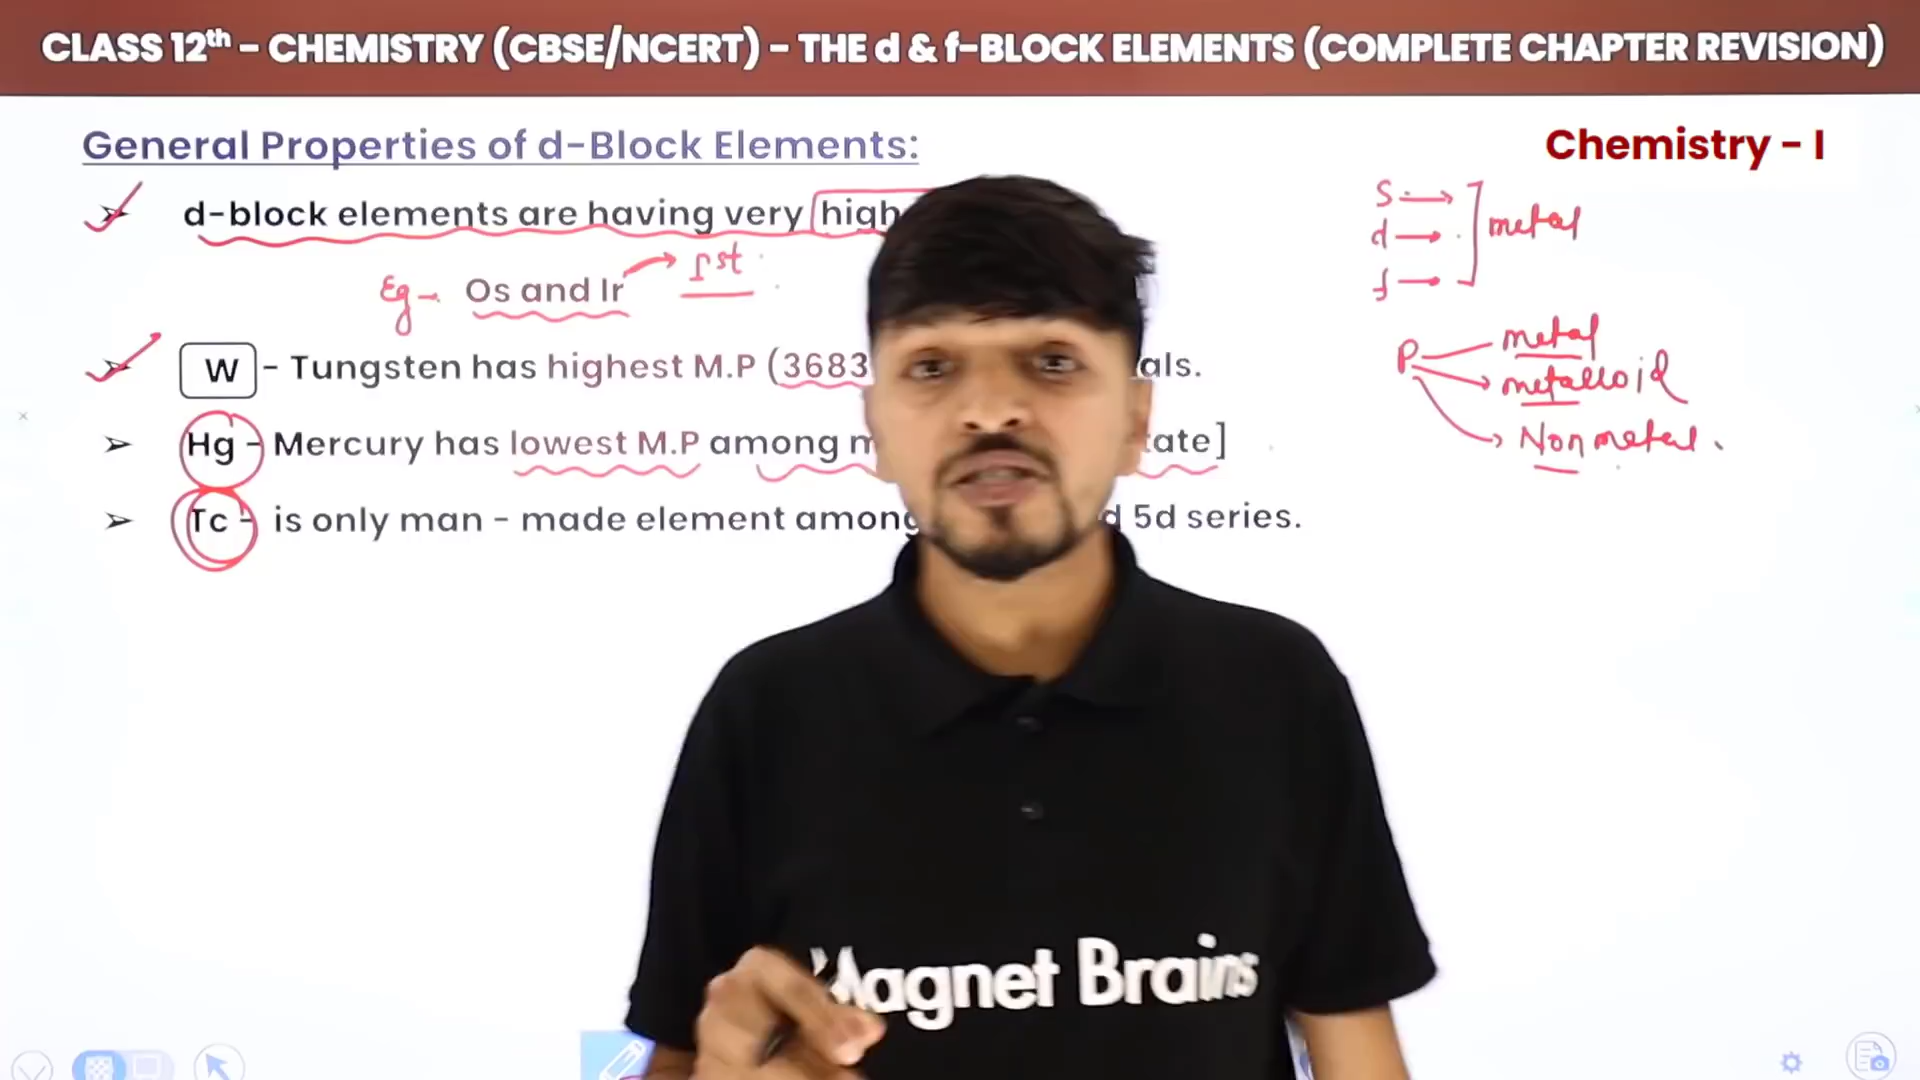 CLASS 12th - CHEMISTRY (CBSE/NCERT) - THE d & f-BLOCK ELEMENTS (COMPLETE CHAPTER REVISION)
General Properties of d-Block Elements:
Chemistry - I
➢ d-block elements are having very high
Eg → Os and Ir → Ist
➢ W - Tungsten has highest M.P (3683 als.
➢ Hg - Mercury has lowest M.P among m tate]
➢ Tc - is only man - made element among d 5d series.
s →
d → metal
f →
P metal
metalloid
Non metal.
Magnet Brains